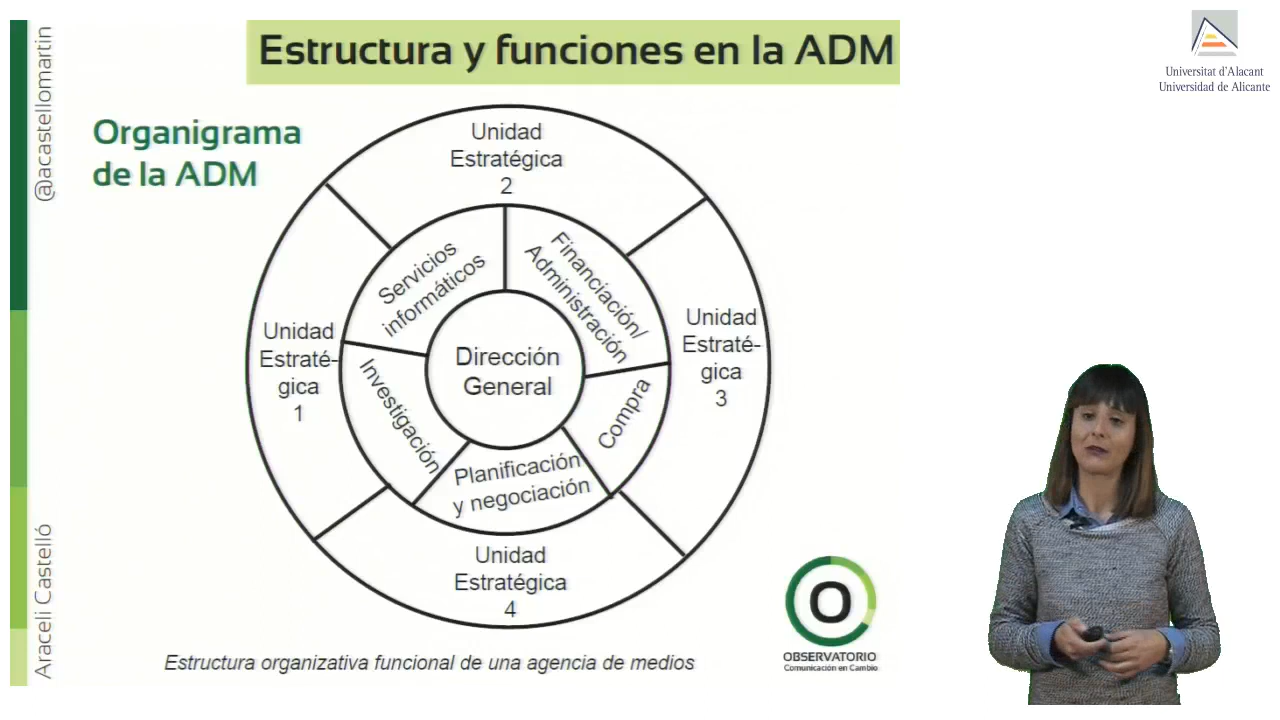 Estructura y funciones en la ADM
@acastellomartin
Araceli Castelló
Organigrama
de la ADM
Unidad
Estratégica
2
Servicios
informáticos
Financiación/
Administración
Unidad
Estraté-
gica
1
Dirección
General
Unidad
Estraté-
gica
3
Investigación
Compra
Planificación
y negociación
Unidad
Estratégica
4
Estructura organizativa funcional de una agencia de medios
O
OBSERVATORIO
Comunicación en Cambio
Universitat d'Alacant
Universidad de Alicante